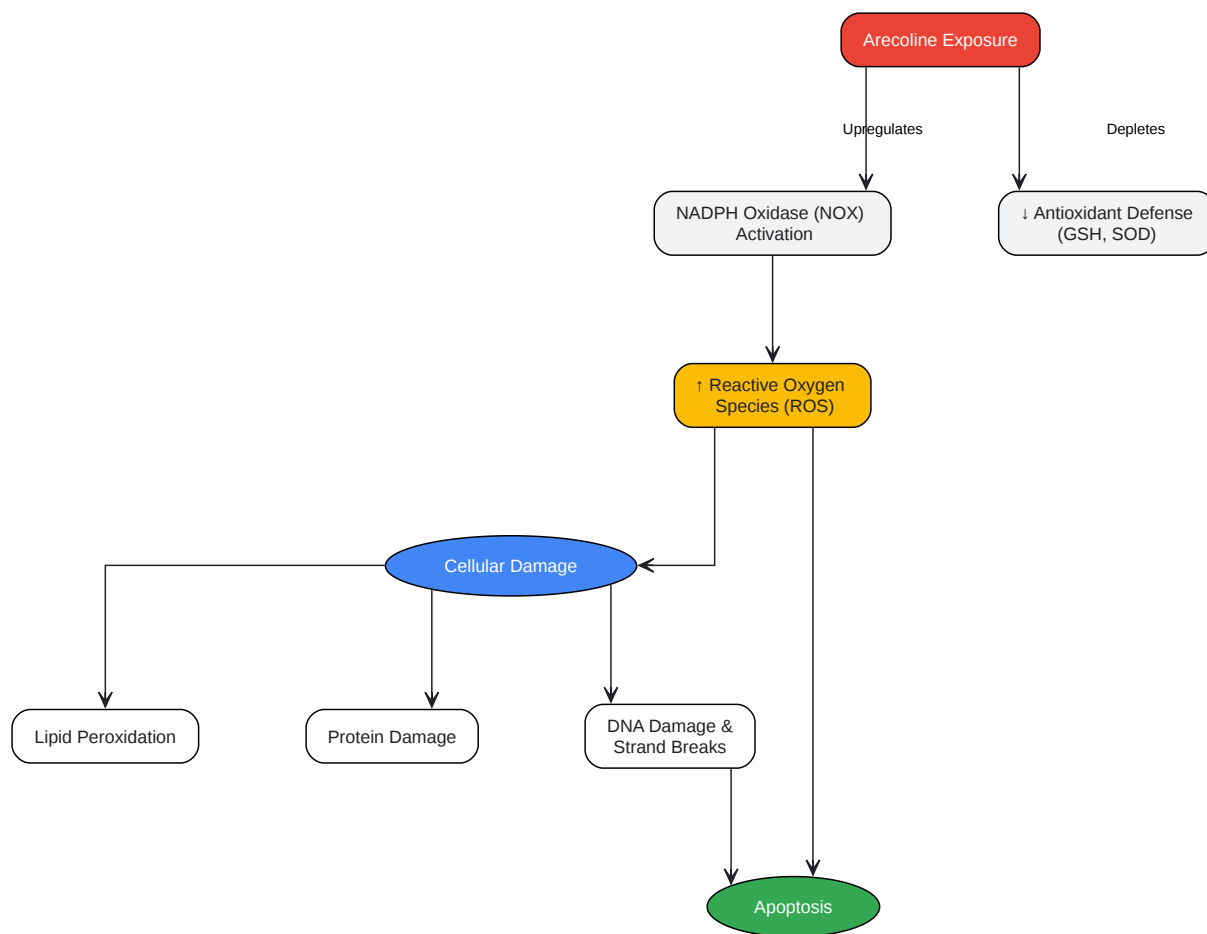 Arecoline Exposure
Upregulates
Depletes
NADPH Oxidase (NOX)
Activation
↓ Antioxidant Defense
(GSH, SOD)
↑ Reactive Oxygen
Species (ROS)
Cellular Damage
Lipid Peroxidation
Protein Damage
DNA Damage &
Strand Breaks
Apoptosis